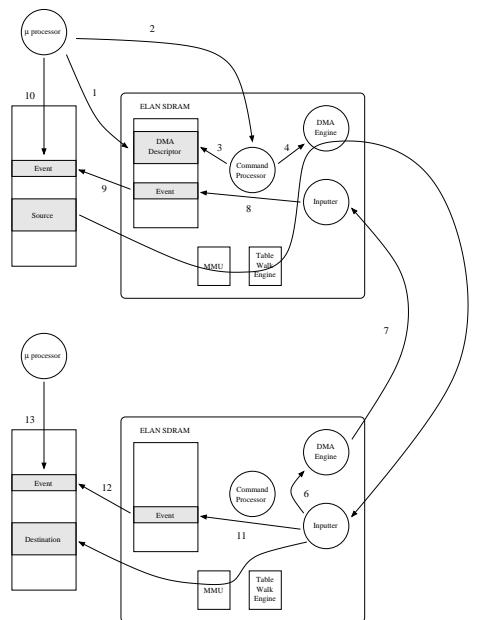 μ processor
2
1
10
ELAN SDRAM
DMA
Descriptor
3
4
DMA
Engine
Command
Processor
Event
9
Event
8
Inputter
Source
MMU
Table
Walk
Engine
7
μ processor
13
ELAN SDRAM
DMA
Engine
Event
12
Command
Processor
6
Event
11
Inputter
Destination
MMU
Table
Walk
Engine